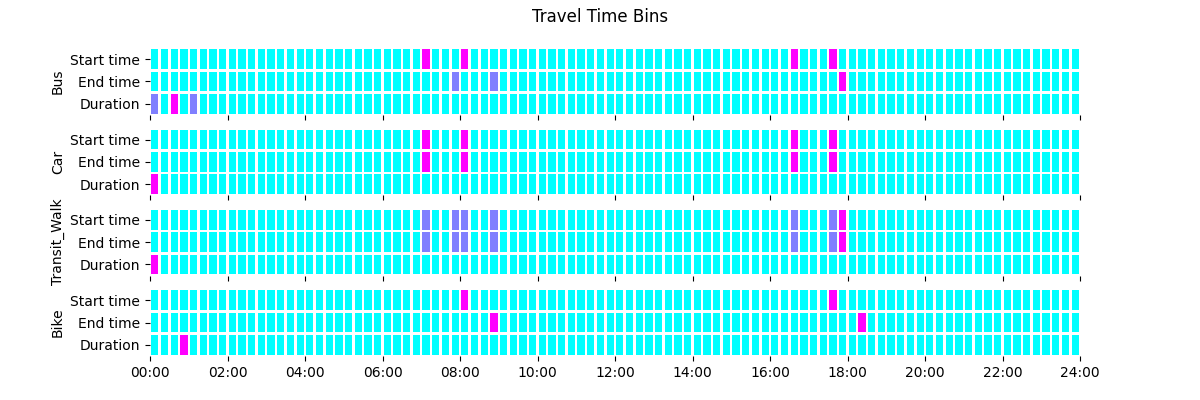 Travel Time Bins
Bus
Start time
End time
Duration
Car
Start time
End time
Duration
Transit_Walk
Start time
End time
Duration
Bike
Start time
End time
Duration
00:00 02:00 04:00 06:00 08:00 10:00 12:00 14:00 16:00 18:00 20:00 22:00 24:00